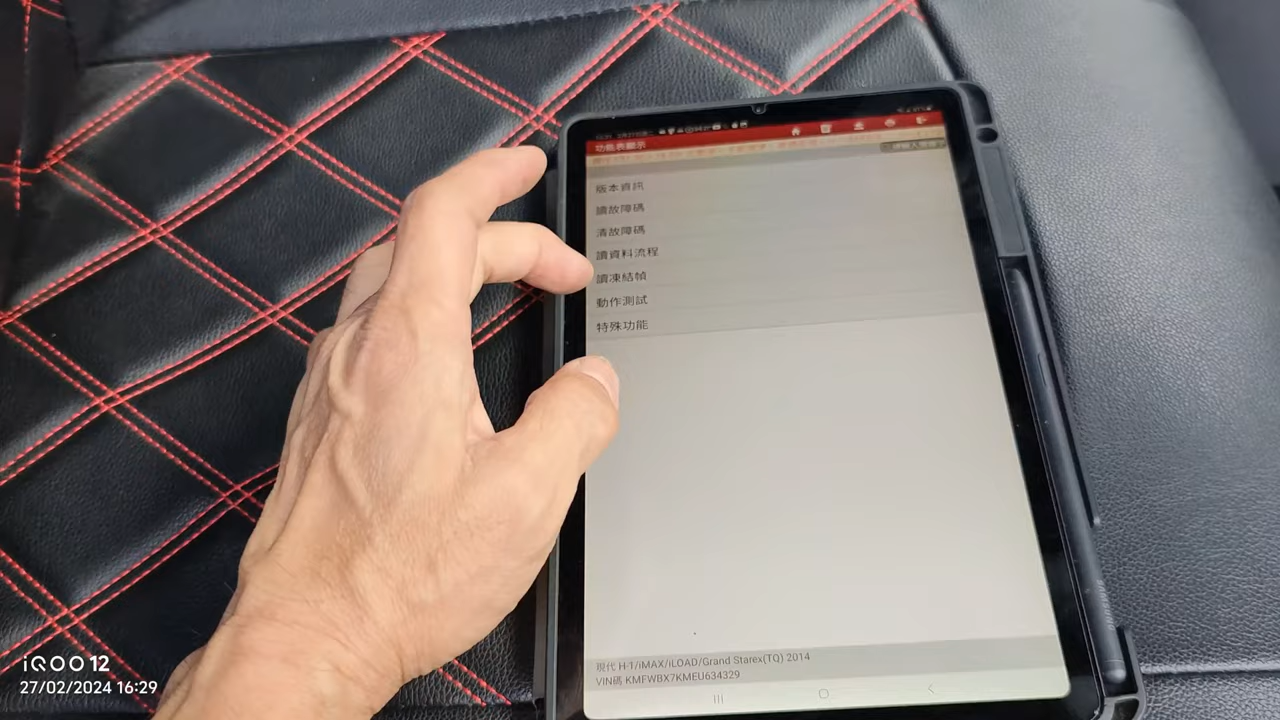 功能表顯示
版本資訊
讀故障碼
清故障碼
讀資料流程
讀凍結幀
動作測試
特殊功能
現代 H-1/iMAX/iLOAD/Grand Starex(TQ) 2014
VIN碼 KMFWBX7KMEU634329
iQOO 12
27/02/2024 16:29